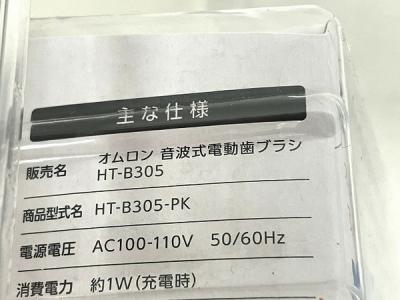 主な仕様
販売名 オムロン 音波式電動歯ブラシ
HT-B305
商品型式名 HT-B305-PK
電源電圧 AC100-110V 50/60Hz
消費電力 約1W(充電時)